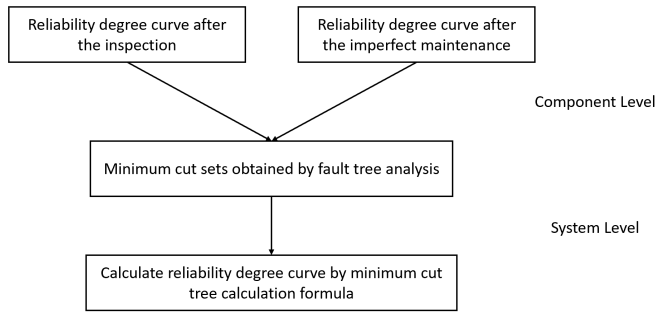 Reliability degree curve after
the inspection
Reliability degree curve after
the imperfect maintenance
Component Level
Minimum cut sets obtained by fault tree analysis
System Level
Calculate reliability degree curve by minimum cut
tree calculation formula